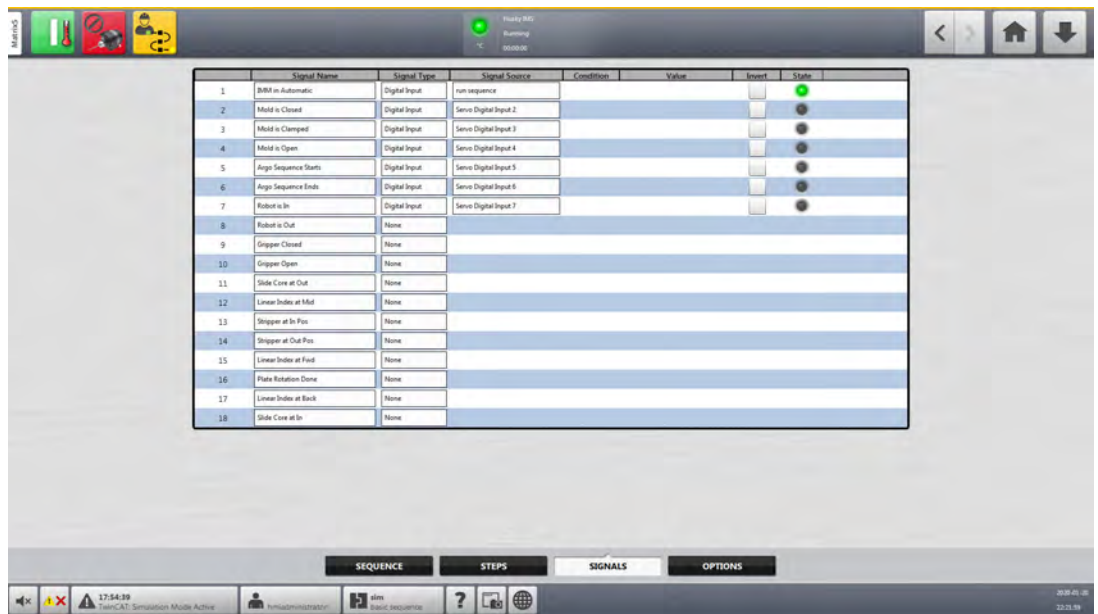 Matrix5
Husky IMS
Running
°C 00:00:00
Signal Name Signal Type Signal Source Condition Value Invert State
1 IMM in Automatic Digital Input run sequence
2 Mold is Closed Digital Input Servo Digital Input 2
3 Mold is Clamped Digital Input Servo Digital Input 3
4 Mold is Open Digital Input Servo Digital Input 4
5 Argo Sequence Starts Digital Input Servo Digital Input 5
6 Argo Sequence Ends Digital Input Servo Digital Input 6
7 Robot is In Digital Input Servo Digital Input 7
8 Robot is Out None
9 Gripper Closed None
10 Gripper Open None
11 Slide Core at Out None
12 Linear Index at Mid None
13 Stripper at In Pos None
14 Stripper at Out Pos None
15 Linear Index at Fwd None
16 Plate Rotation Done None
17 Linear Index at Back None
18 Slide Core at In None
SEQUENCE STEPS SIGNALS OPTIONS
17:54:39
TwinCAT: Simulation Mode Active
hmiadministrator
sim
basic sequence
?
22:21:59